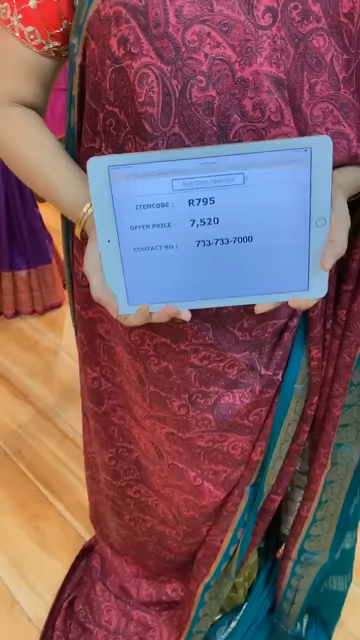 ITEMCODE : R795
OFFER PRICE : 7,520
CONTACT NO : 733-733-7000